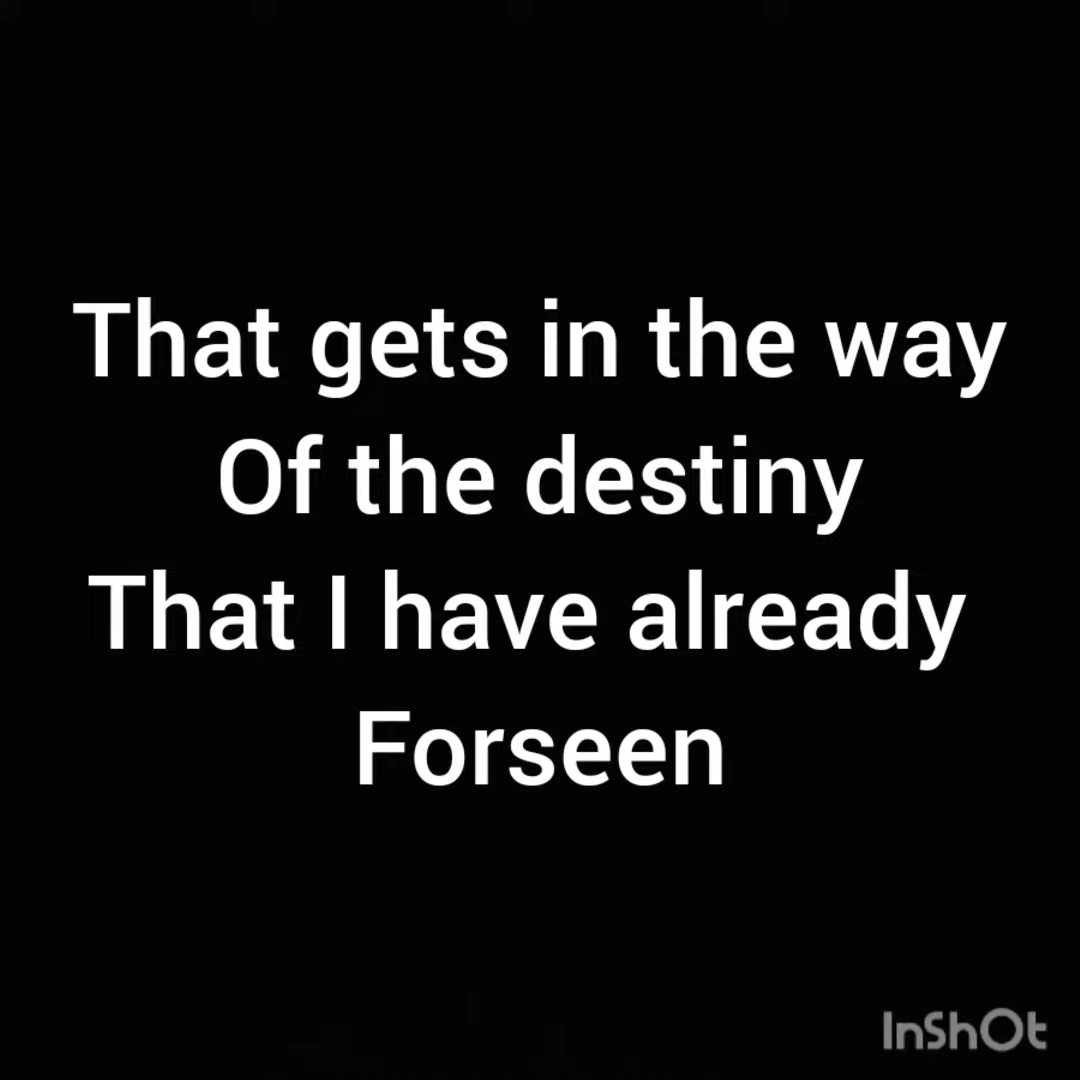 That gets in the way
Of the destiny
That I have already
Forseen
InShOt